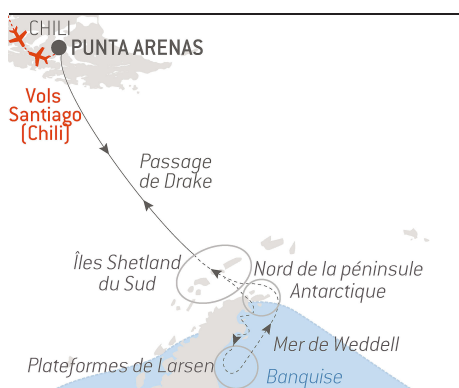 CHILI
PUNTA ARENAS
Vols
Santiago
(Chili)
Passage
de Drake
Îles Shetland
du Sud
Nord de la péninsule
Antarctique
Mer de Weddell
Plateformes de Larsen
Banquise